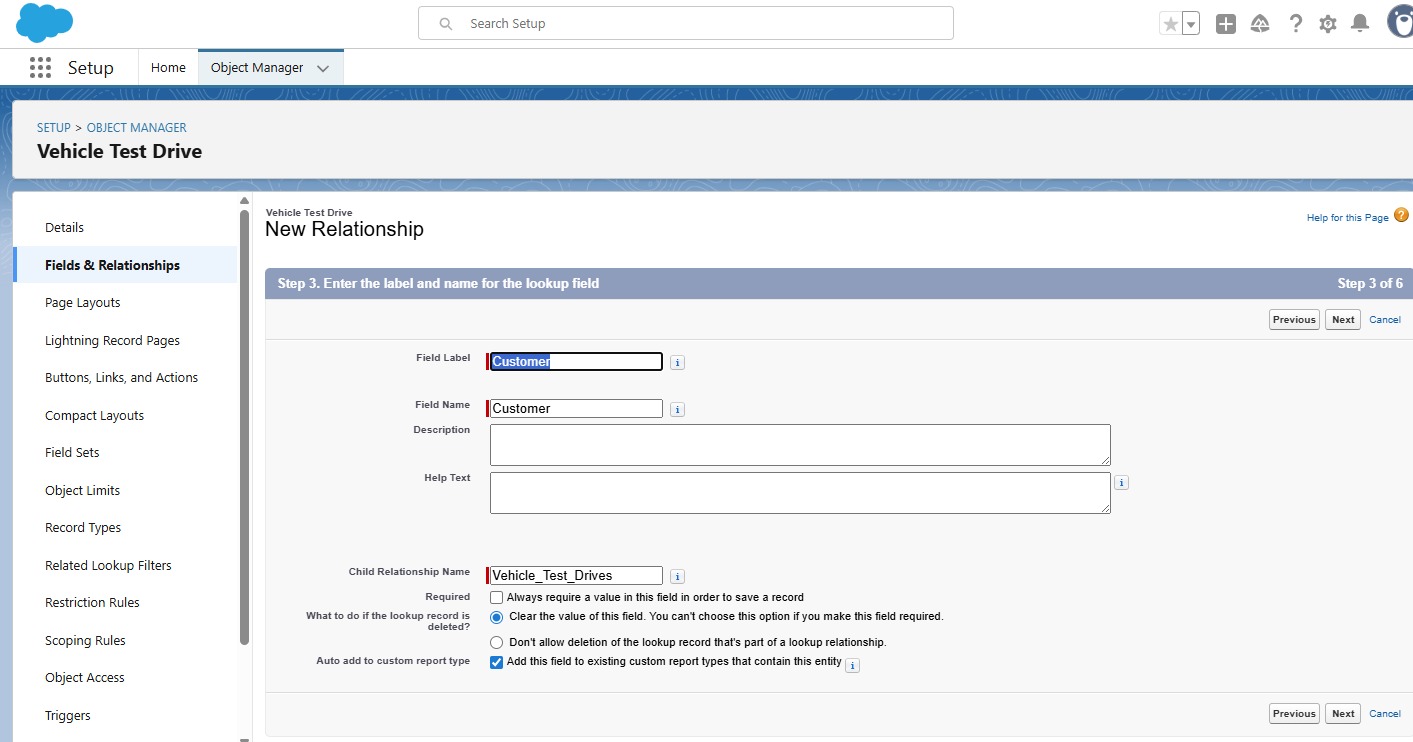 Search Setup
Setup
Home
Object Manager
SETUP > OBJECT MANAGER
Vehicle Test Drive
Details
Fields & Relationships
Page Layouts
Lightning Record Pages
Buttons, Links, and Actions
Compact Layouts
Field Sets
Object Limits
Record Types
Related Lookup Filters
Restriction Rules
Scoping Rules
Object Access
Triggers
Vehicle Test Drive
New Relationship
Help for this Page ?
Step 3. Enter the label and name for the lookup field
Step 3 of 6
Previous Next Cancel
Field Label Customer i
Field Name Customer i
Description
Help Text i
Child Relationship Name Vehicle_Test_Drives i
Required Always require a value in this field in order to save a record
What to do if the lookup record is
deleted?
Clear the value of this field. You can't choose this option if you make this field required.
Don't allow deletion of the lookup record that's part of a lookup relationship.
Auto add to custom report type Add this field to existing custom report types that contain this entity i
Previous Next Cancel